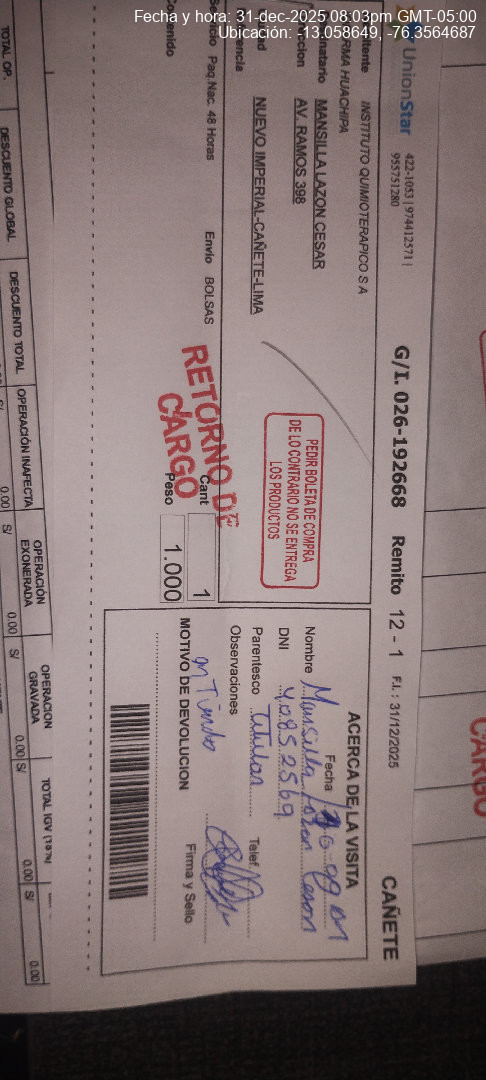 Fecha y hora: 31-dec-2025 08:03pm GMT-05:00
Ubicación: -13.058649, -76.3564687
UnionStar
422-1053 | 974412571 |
955751280
G/I. 026-192668 Remito 12 - 1 F.I.: 31/12/2025 CAÑETE
INSTITUTO QUIMIOTERAPICO S A
RMA HUACHIPA
MANSILLA LAZON CESAR
AV. RAMOS 398
NUEVO IMPERIAL-CAÑETE-LIMA
Paq.Nac. 48 Horas Envío BOLSAS
PEDIR BOLETA DE COMPRA
DE LO CONTRARIO NO SE ENTREGA
LOS PRODUCTOS
RETORNO DE
CARGO
Cant 1
Peso 1.000
ACERCA DE LA VISITA
Fecha
Nombre Mansilla Cesar
DNI 40852569
Parentesco Titular Telef.
Observaciones
Firma y Sello
MOTIVO DE DEVOLUCION
CARGO
TOTAL OP.
DESCUENTO GLOBAL
DESCUENTO TOTAL
S/
OPERACIÓN INAFECTA
0.00 S/
OPERACIÓN
EXONERADA
0.00 S/
OPERACION
GRAVADA
0.00 S/
TOTAL IGV (18%)
0.00 S/
0.00